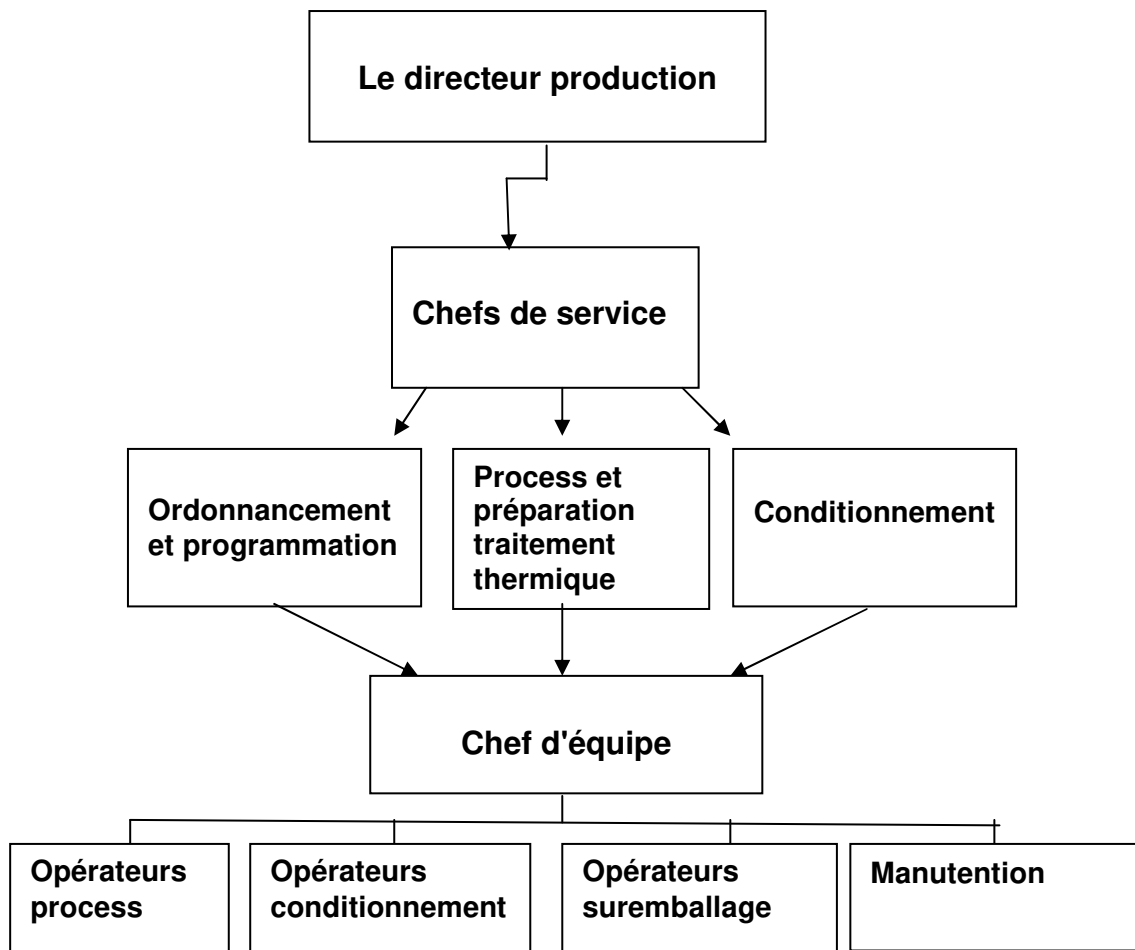 Le directeur production
Chefs de service
Ordonnancement
et programmation
Process et
préparation
traitement
thermique
Conditionnement
Chef d'équipe
Opérateurs
process
Opérateurs
conditionnement
Opérateurs
suremballage
Manutention